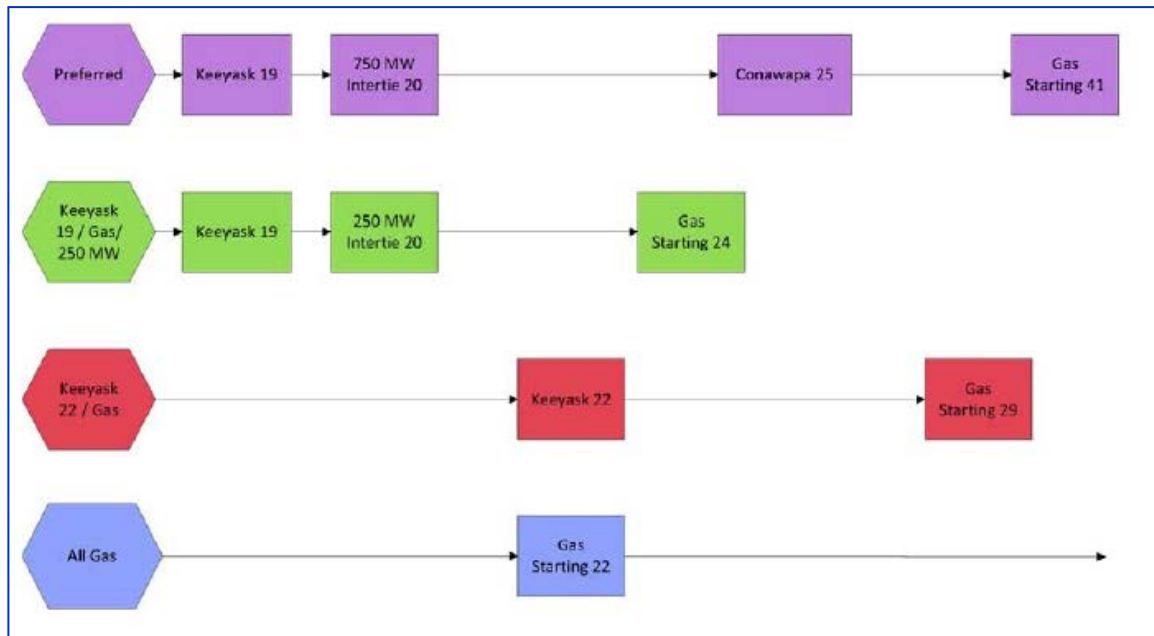 Preferred
Keeyask 19
750 MW
Intertie 20
Conawapa 25
Gas
Starting 41
Keeyask
19 / Gas/
250 MW
Keeyask 19
250 MW
Intertie 20
Gas
Starting 24
Keeyask
22 / Gas
Keeyask 22
Gas
Starting 29
All Gas
Gas
Starting 22